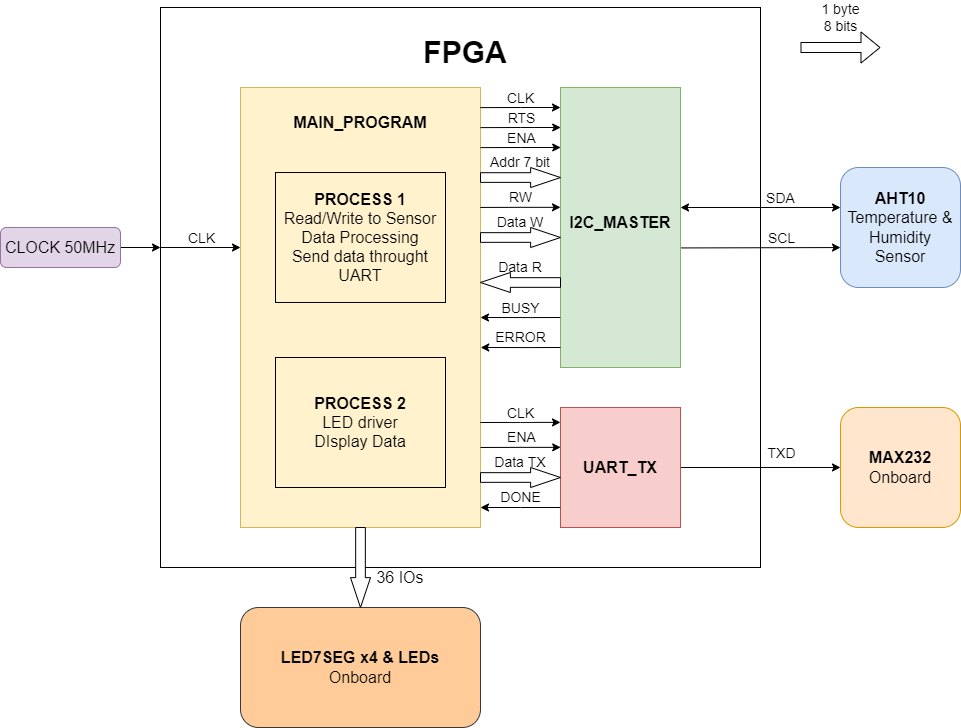 1 byte
8 bits
FPGA
MAIN_PROGRAM
PROCESS 1
Read/Write to Sensor
Data Processing
Send data throught
UART
PROCESS 2
LED driver
DIsplay Data
CLOCK 50MHz
CLK
CLK
RTS
ENA
Addr 7 bit
RW
Data W
Data R
BUSY
ERROR
I2C_MASTER
SDA
SCL
AHT10
Temperature &
Humidity
Sensor
CLK
ENA
Data TX
DONE
UART_TX
TXD
MAX232
Onboard
36 IOs
LED7SEG x4 & LEDs
Onboard